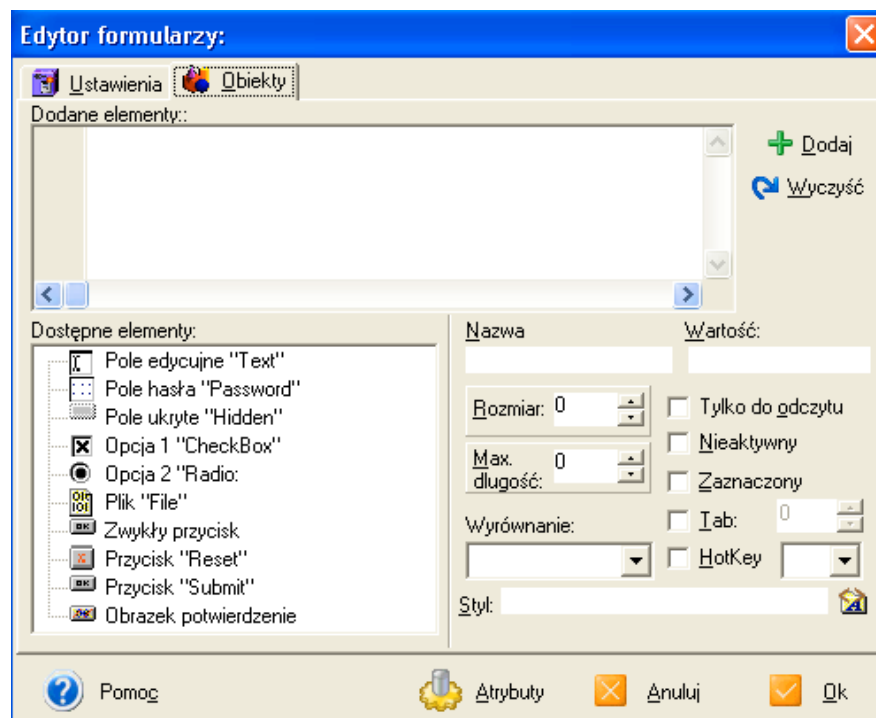 Edytor formularzy:
Ustawienia Obiekty
Dodane elementy::
Dodaj
Wyczyść
Dostępne elementy:
Pole edycujne "Text"
Pole hasła "Password"
Pole ukryte "Hidden"
Opcja 1 "CheckBox"
Opcja 2 "Radio:
Plik "File"
Zwykły przycisk
Przycisk "Reset"
Przycisk "Submit"
Obrazek potwierdzenie
Nazwa Wartość:
Rozmiar: 0 Tylko do odczytu
Nieaktywny
Max. dlugość: 0
Zaznaczony
Wyrównanie: Tab: 0
HotKey
Styl:
Pomoc Atrybuty Anuluj Ok